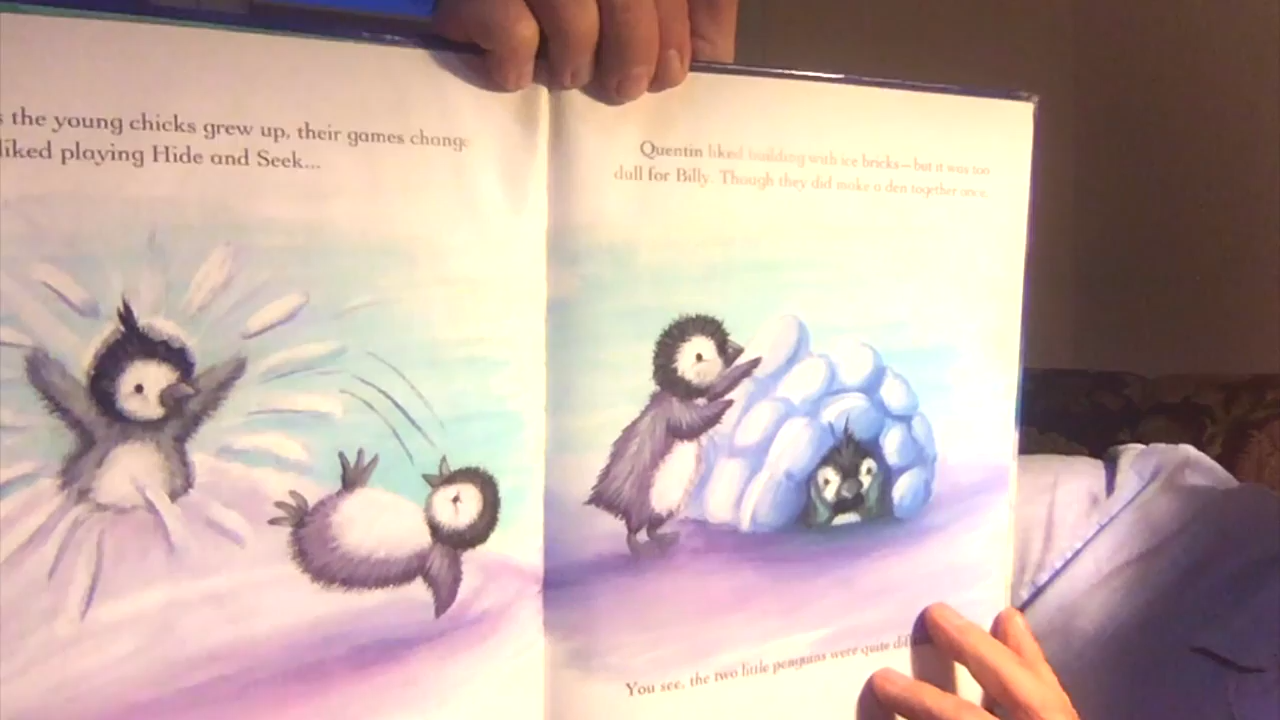 the young chicks grew up, their games chang
liked playing Hide and Seek...
Quentin liked building with ice bricks—but it was too
dull for Billy. Though they did make a den together once.
You see, the two little penguins were quite